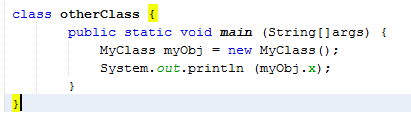 class otherClass {
public static void main (String[]args) {
MyClass myObj = new MyClass();
System.out.println (myObj.x);
}
}